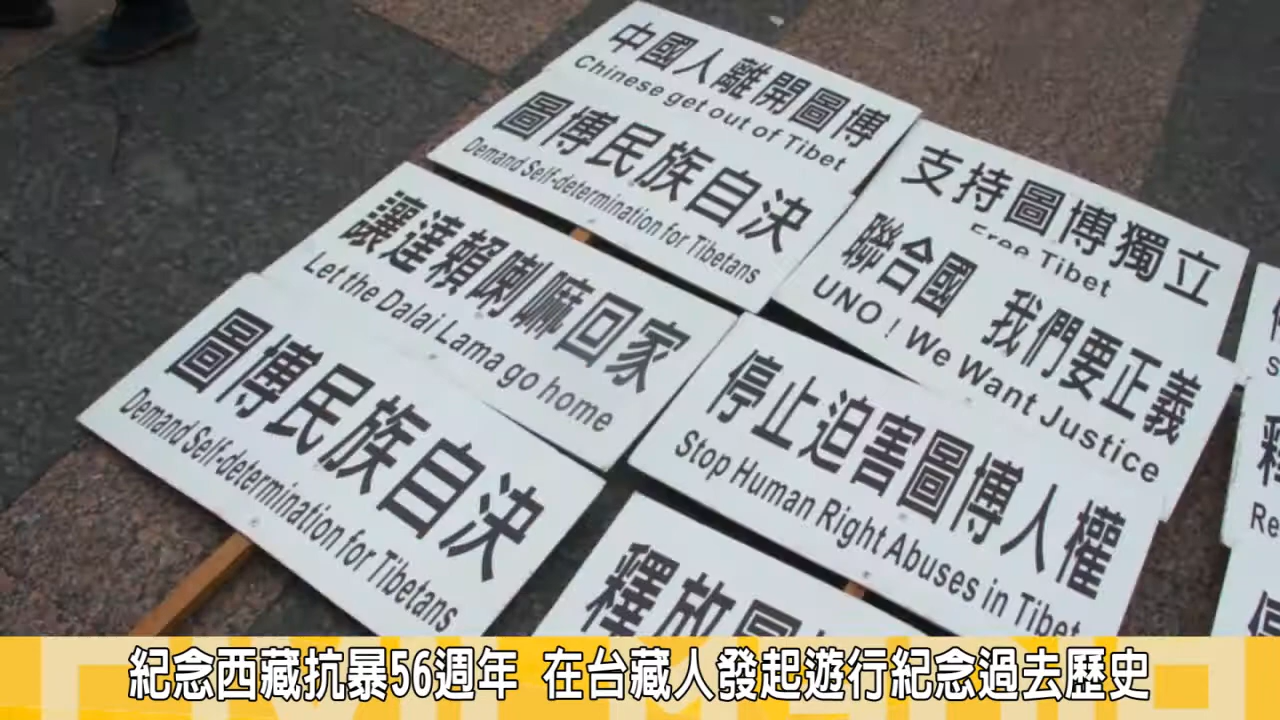 中國人離開圖博
Chinese get out of Tibet
圖博民族自決
Demand Self-determination for Tibetans
支持圖博獨立
Free Tibet
聯合國 我們要正義
UNO! We Want Justice
讓達賴喇嘛回家
Let the Dalai Lama go home
停止迫害圖博人權
Stop Human Right Abuses in Tibet
圖博民族自決
Demand Self-determination for Tibetans
釋放
Re
紀念西藏抗暴56週年 在台藏人發起遊行紀念過去歷史